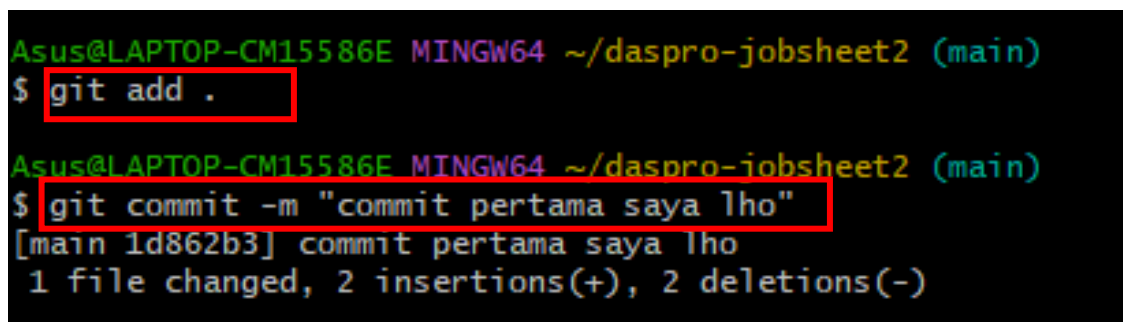 Asus@LAPTOP-CM15586E MINGW64 ~/daspro-jobsheet2 (main)
$ git add .
Asus@LAPTOP-CM15586E MINGW64 ~/daspro-jobsheet2 (main)
$ git commit -m "commit pertama saya lho"
[main 1d862b3] commit pertama saya lho
1 file changed, 2 insertions(+), 2 deletions(-)